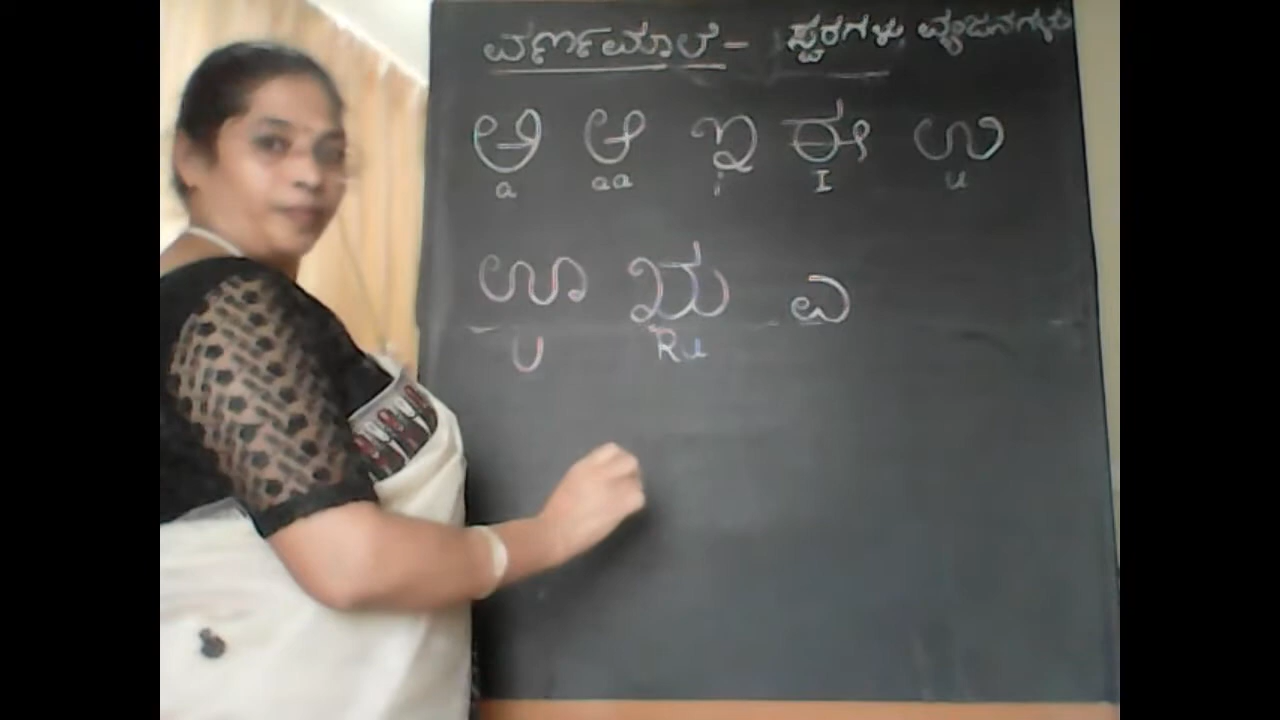 ವರ್ಣಮಾಲೆ – ಸ್ವರಗಳು, ವ್ಯಂಜನಗಳು
ಅ ಆ ಇ ಈ ಉ
a aa i I u
ಊ ಋ ಎ
U Ru